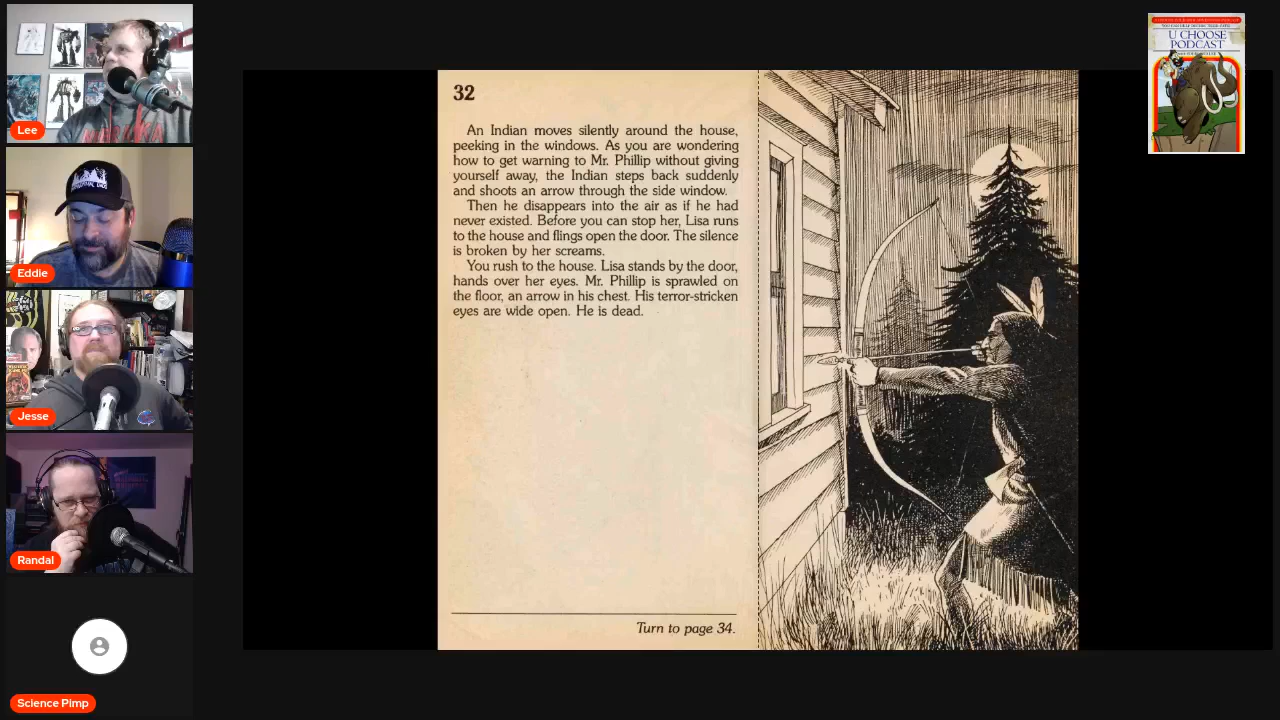 Lee
Eddie
Jesse
Randal
Science Pimp
32
An Indian moves silently around the house,
peeking in the windows. As you are wondering
how to get warning to Mr. Phillip without giving
yourself away, the Indian steps back suddenly
and shoots an arrow through the side window.
Then he disappears into the air as if he had
never existed. Before you can stop her, Lisa runs
to the house and flings open the door. The silence
is broken by her screams.
You rush to the house. Lisa stands by the door,
hands over her eyes. Mr. Phillip is sprawled on
the floor, an arrow in his chest. His terror-stricken
eyes are wide open. He is dead.
Turn to page 34.
U CHOOSE
PODCAST